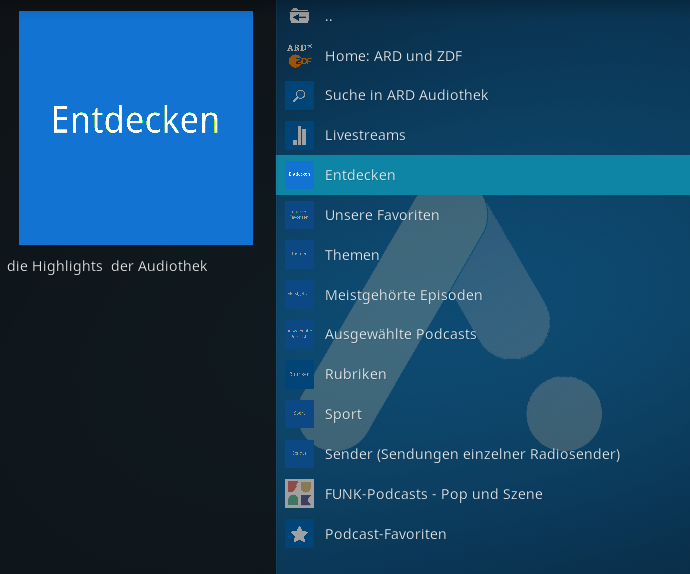 Entdecken
die Highlights  der Audiothek
..
ARD
ZDF
Home: ARD und ZDF
Suche in ARD Audiothek
Livestreams
Entdecken
Entdecken
Unsere Favoriten
Themen
Meistgehörte Episoden
Ausgewählte Podcasts
Rubriken
Sport
Sender (Sendungen einzelner Radiosender)
FUNK-Podcasts - Pop und Szene
Podcast-Favoriten